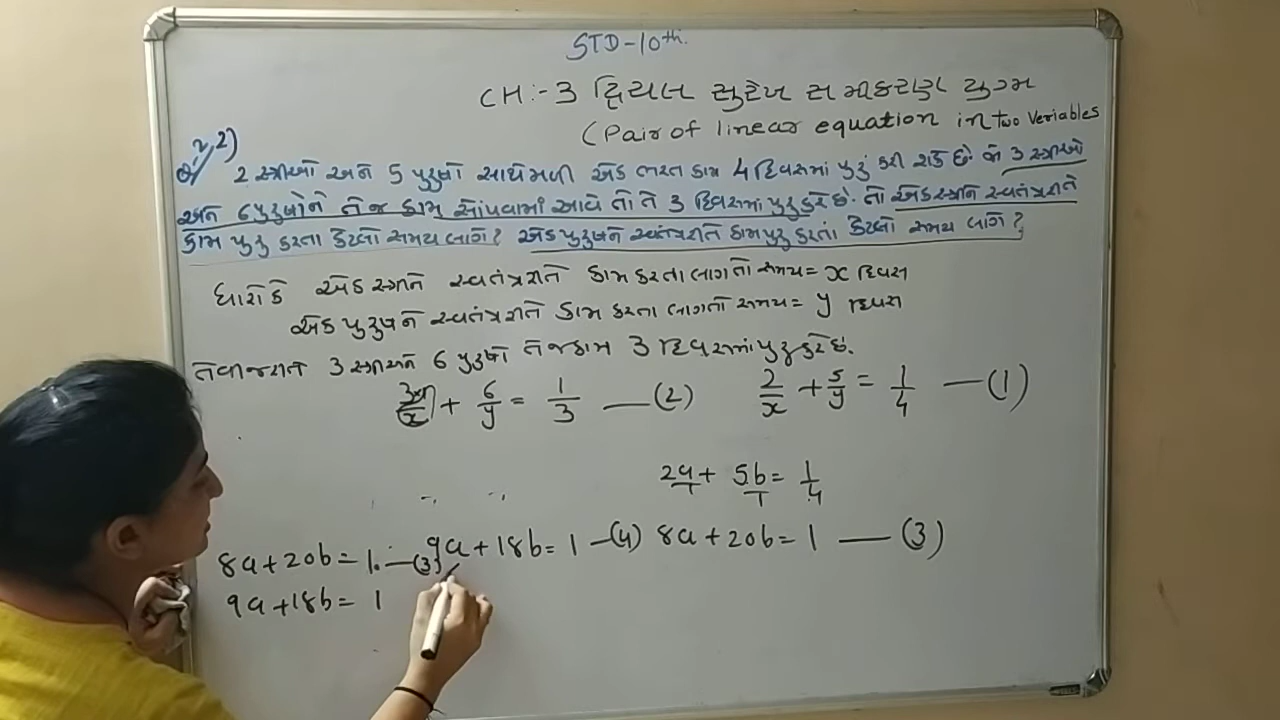 STD-10th.
CH:-3 દ્વિચલ સુરેખ સમીકરણ યુગ્મ
(Pair of linear equation in two Veriables
2 સ્ત્રીઓ અને 5 પુરુષો સાથે મળી એક ભરત કામ 4 દિવસમાં પુરું કરી શકે છે. જો 3 સ્ત્રીઓ
અને 6 પુરુષોને તે જ કામ સોંપવામાં આવે તો તે 3 દિવસમાં પુરું કરે છે. તો એક સ્ત્રીને સ્વતંત્રરીતે
કામ પુરુ કરતા કેટલો સમય લાગે? એક પુરુષને સ્વતંત્રરીતે કામ પુરુ કરતાં કેટલો સમય લાગે?
ધારોકે એક સ્ત્રીને સ્વતંત્રરીતે કામ કરતા લાગતો સમય = x દિવસ
એક પુરુષને સ્વતંત્રરીતે કામ કરતા લાગતો સમય = y દિવસ
તેવીજરીતે 3 સ્ત્રી અને 6 પુરુષો તે જ કામ 3 દિવસમાં પુરૂ કરે છે.
3/x + 6/y = 1/3 —(2) 2/x + 5/y = 1/4 —(1)
2a/1 + 5b/1 = 1/4
9a+18b=1 —(4) 8a+20b=1 —(3)
8a+20b=1. —(3)
9a+18b= 1